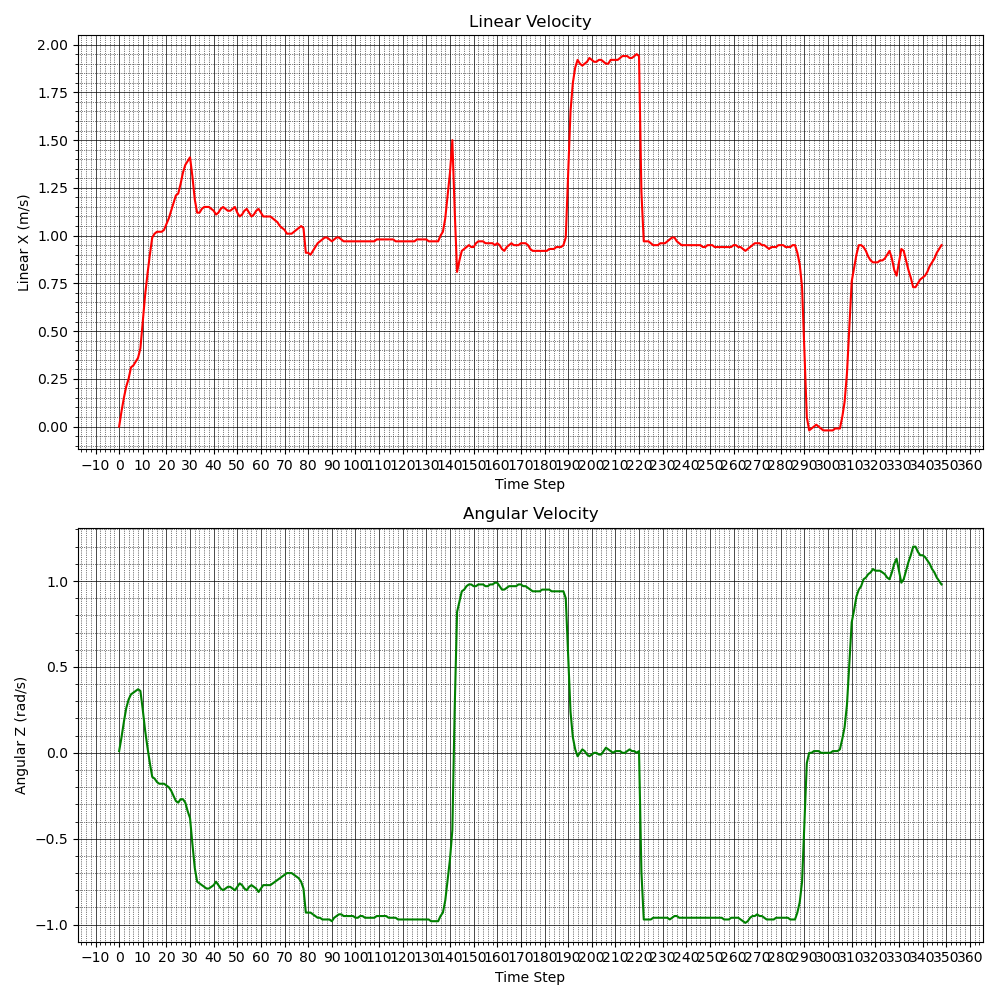 Linear Velocity
2.00
1.75
1.50
1.25
1.00
0.75
0.50
0.25
0.00
Linear X (m/s)
−10 0 10 20 30 40 50 60 70 80 90 100 110 120 130 140 150 160 170 180 190 200 210 220 230 240 250 260 270 280 290 300 310 320 330 340 350 360
Time Step
Angular Velocity
1.0
0.5
0.0
−0.5
−1.0
Angular Z (rad/s)
−10 0 10 20 30 40 50 60 70 80 90 100 110 120 130 140 150 160 170 180 190 200 210 220 230 240 250 260 270 280 290 300 310 320 330 340 350 360
Time Step